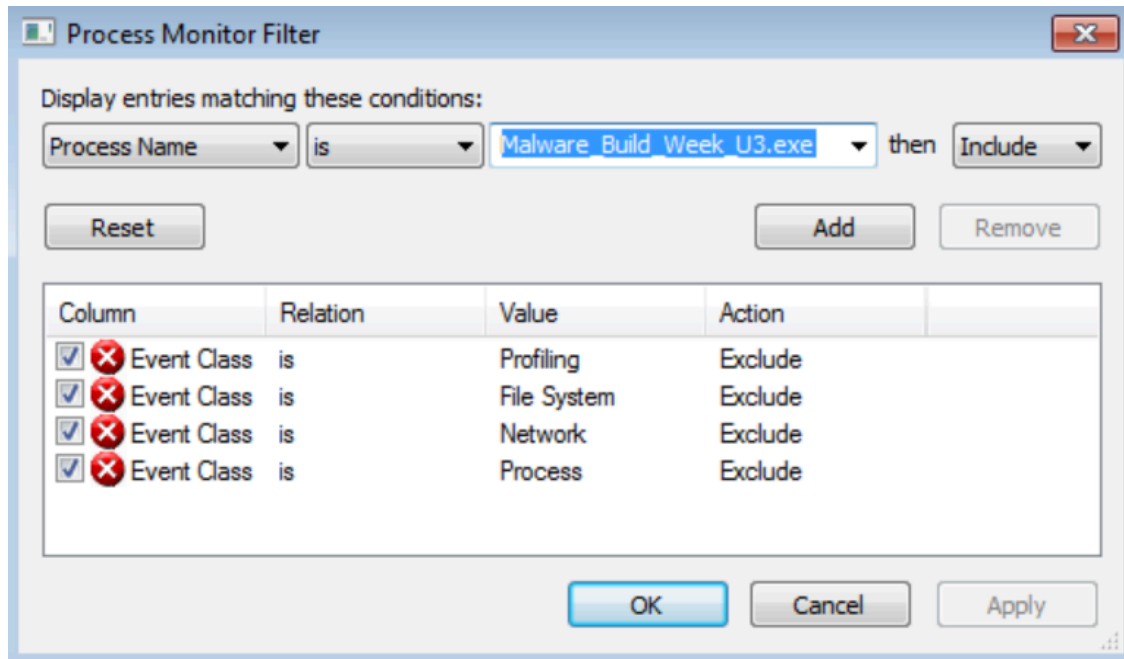 Process Monitor Filter
Display entries matching these conditions:
Process Name is Malware_Build_Week_U3.exe then Include
Reset Add Remove
Column Relation Value Action
Event Class is Profiling Exclude
Event Class is File System Exclude
Event Class is Network Exclude
Event Class is Process Exclude
OK Cancel Apply